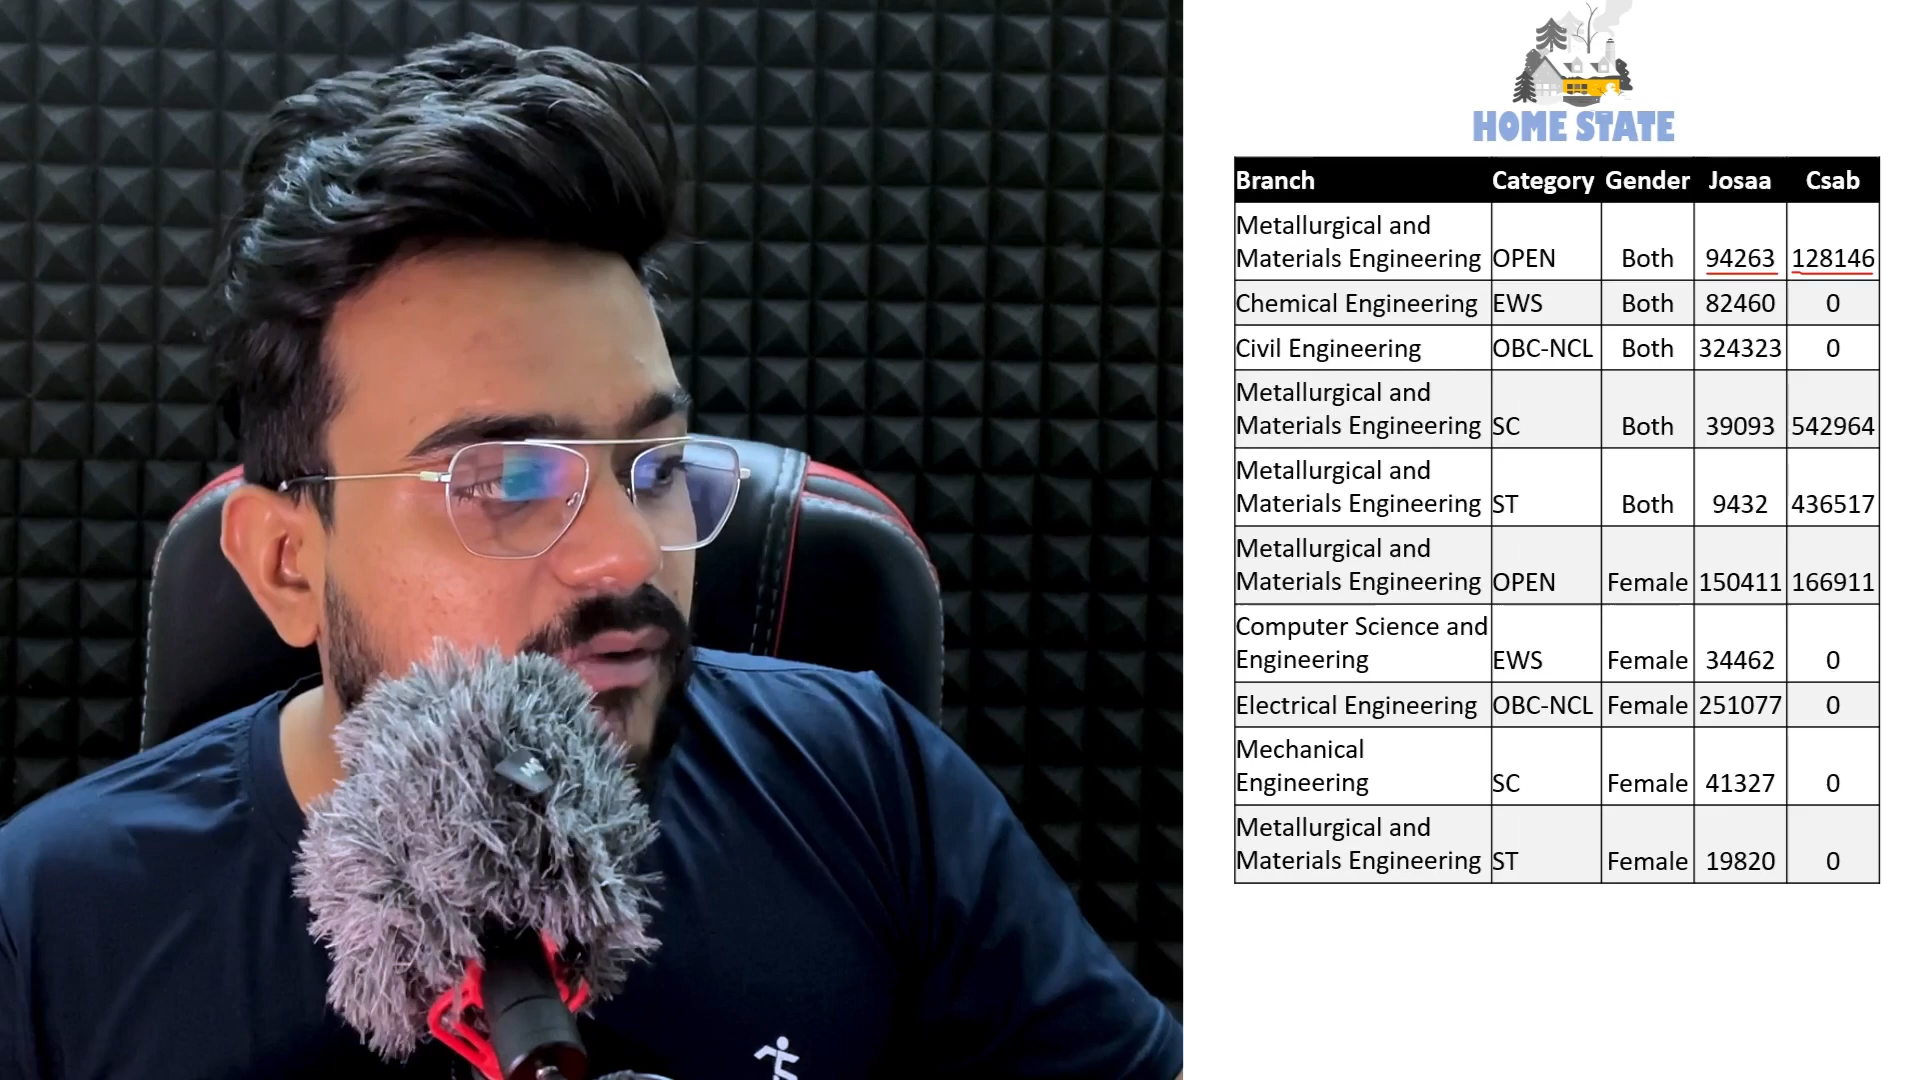 HOME STATE
Branch Category Gender Josaa Csab
Metallurgical and
Materials Engineering OPEN Both 94263 128146
Chemical Engineering EWS Both 82460 0
Civil Engineering OBC-NCL Both 324323 0
Metallurgical and
Materials Engineering SC Both 39093 542964
Metallurgical and
Materials Engineering ST Both 9432 436517
Metallurgical and
Materials Engineering OPEN Female 150411 166911
Computer Science and
Engineering EWS Female 34462 0
Electrical Engineering OBC-NCL Female 251077 0
Mechanical
Engineering SC Female 41327 0
Metallurgical and
Materials Engineering ST Female 19820 0